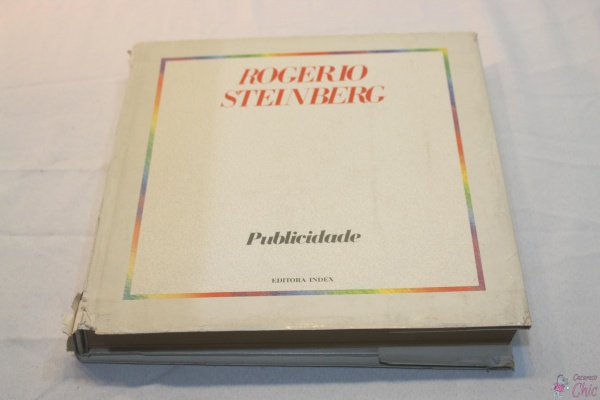 ROGERIO
STEINBERG
Publicidade
EDITORA INDEX
Chic